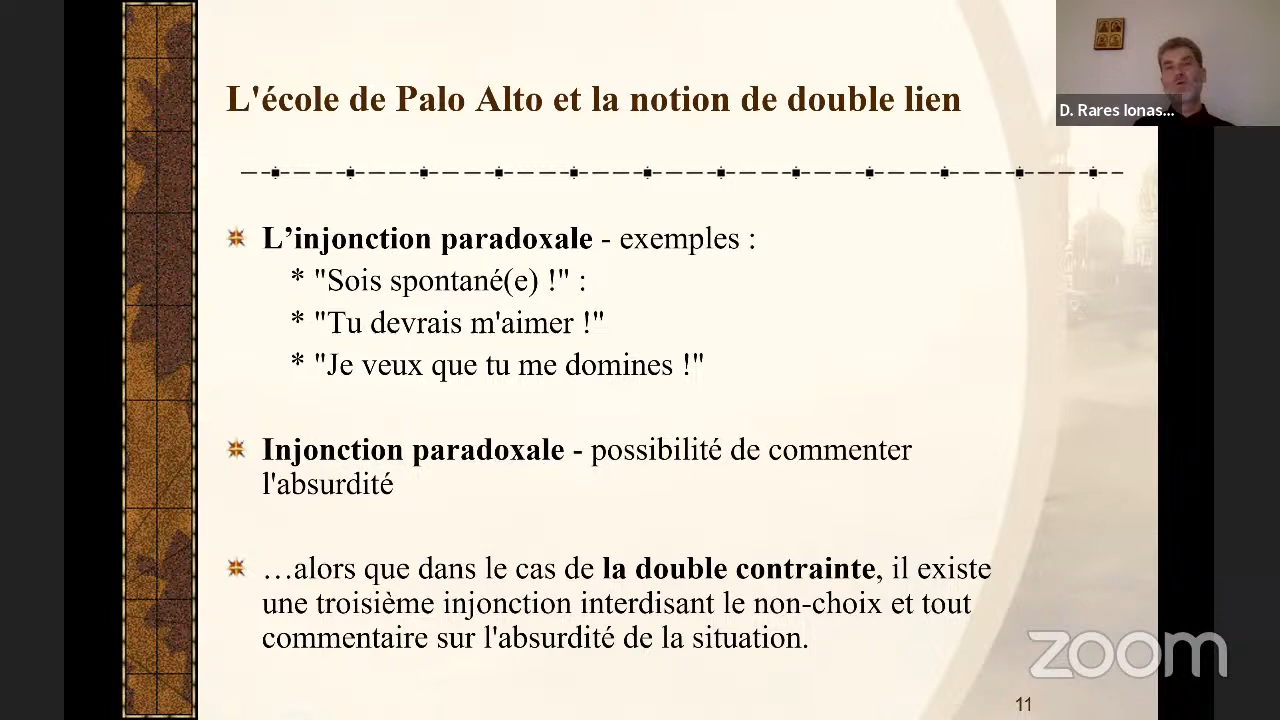 L'école de Palo Alto et la notion de double lien
D. Rares Ionas...
L’injonction paradoxale - exemples :
* "Sois spontané(e) !" :
* "Tu devrais m'aimer !"
* "Je veux que tu me domines !"
Injonction paradoxale - possibilité de commenter
l'absurdité
…alors que dans le cas de la double contrainte, il existe
une troisième injonction interdisant le non-choix et tout
commentaire sur l'absurdité de la situation.
zoom
11